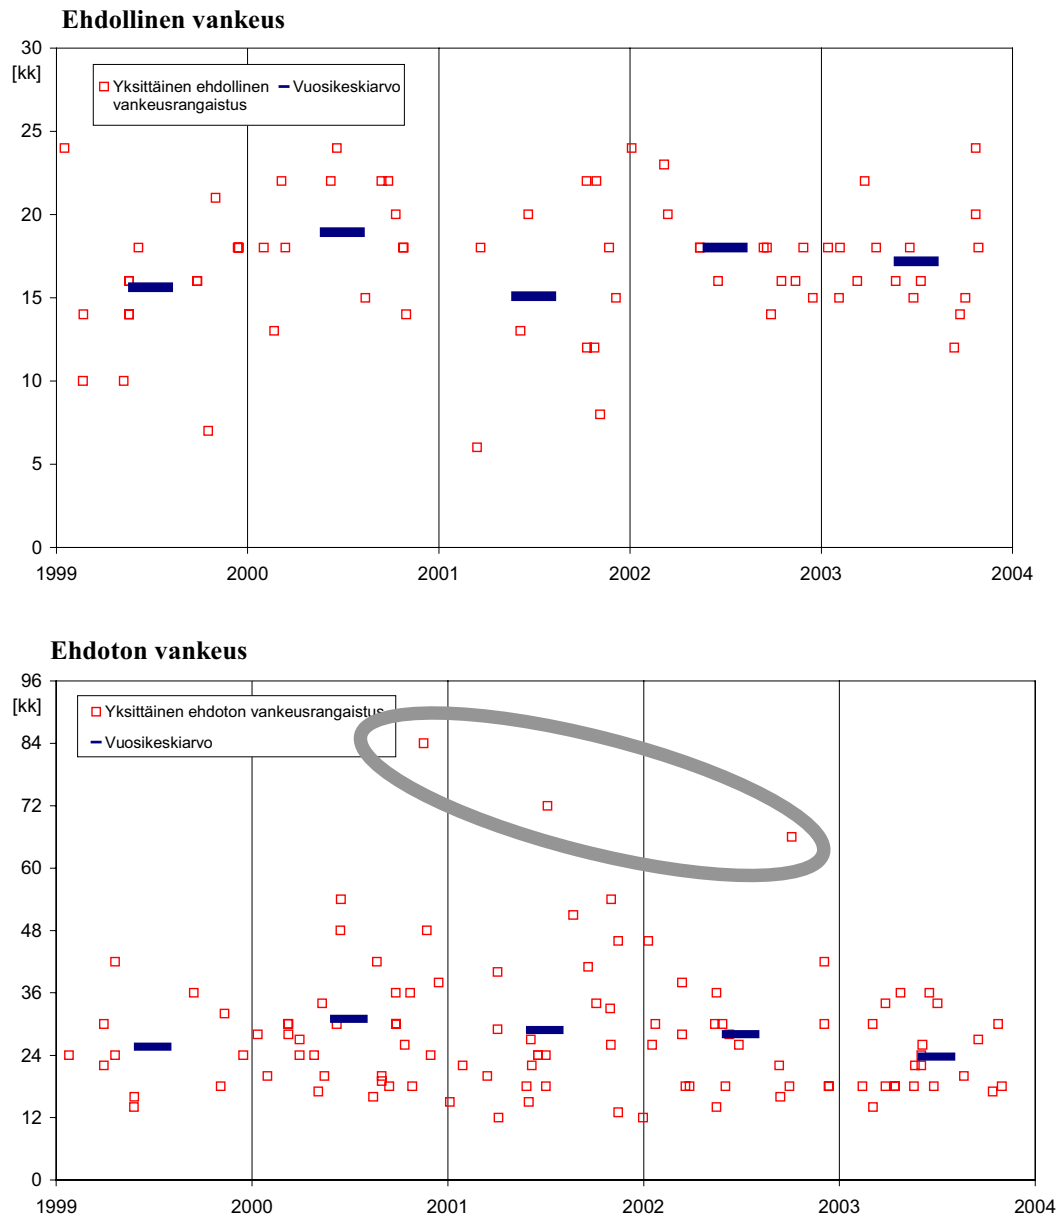 Ehdollinen vankeus
30
[kk]
Yksittäinen ehdollinen vankeusrangaistus
Vuosikeskiarvo
25
20
15
10
5
0
1999 2000 2001 2002 2003 2004
Ehdoton vankeus
96
[kk]
Yksittäinen ehdoton vankeusrangaistus
Vuosikeskiarvo
84
72
60
48
36
24
12
0
1999 2000 2001 2002 2003 2004